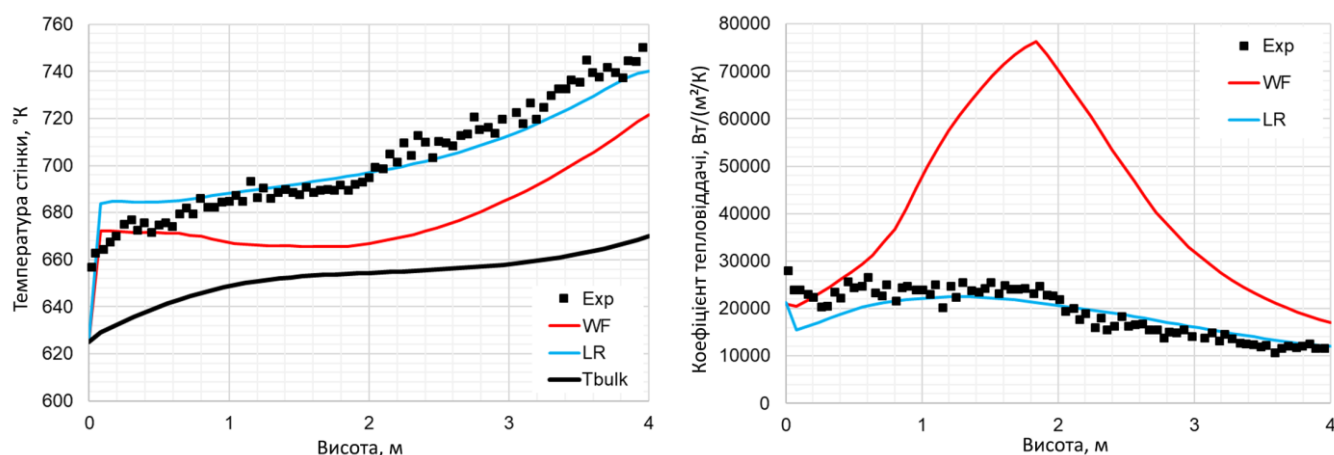 Температура стінки, °К
760
740
720
700
680
660
640
620
600
0
1
2
3
4
Висота, м
Exp
WF
LR
Tbulk
Коефіцієнт тепловіддачі, Вт/(м²/К)
80000
70000
60000
50000
40000
30000
20000
10000
0
0
1
2
3
4
Висота, м
Exp
WF
LR